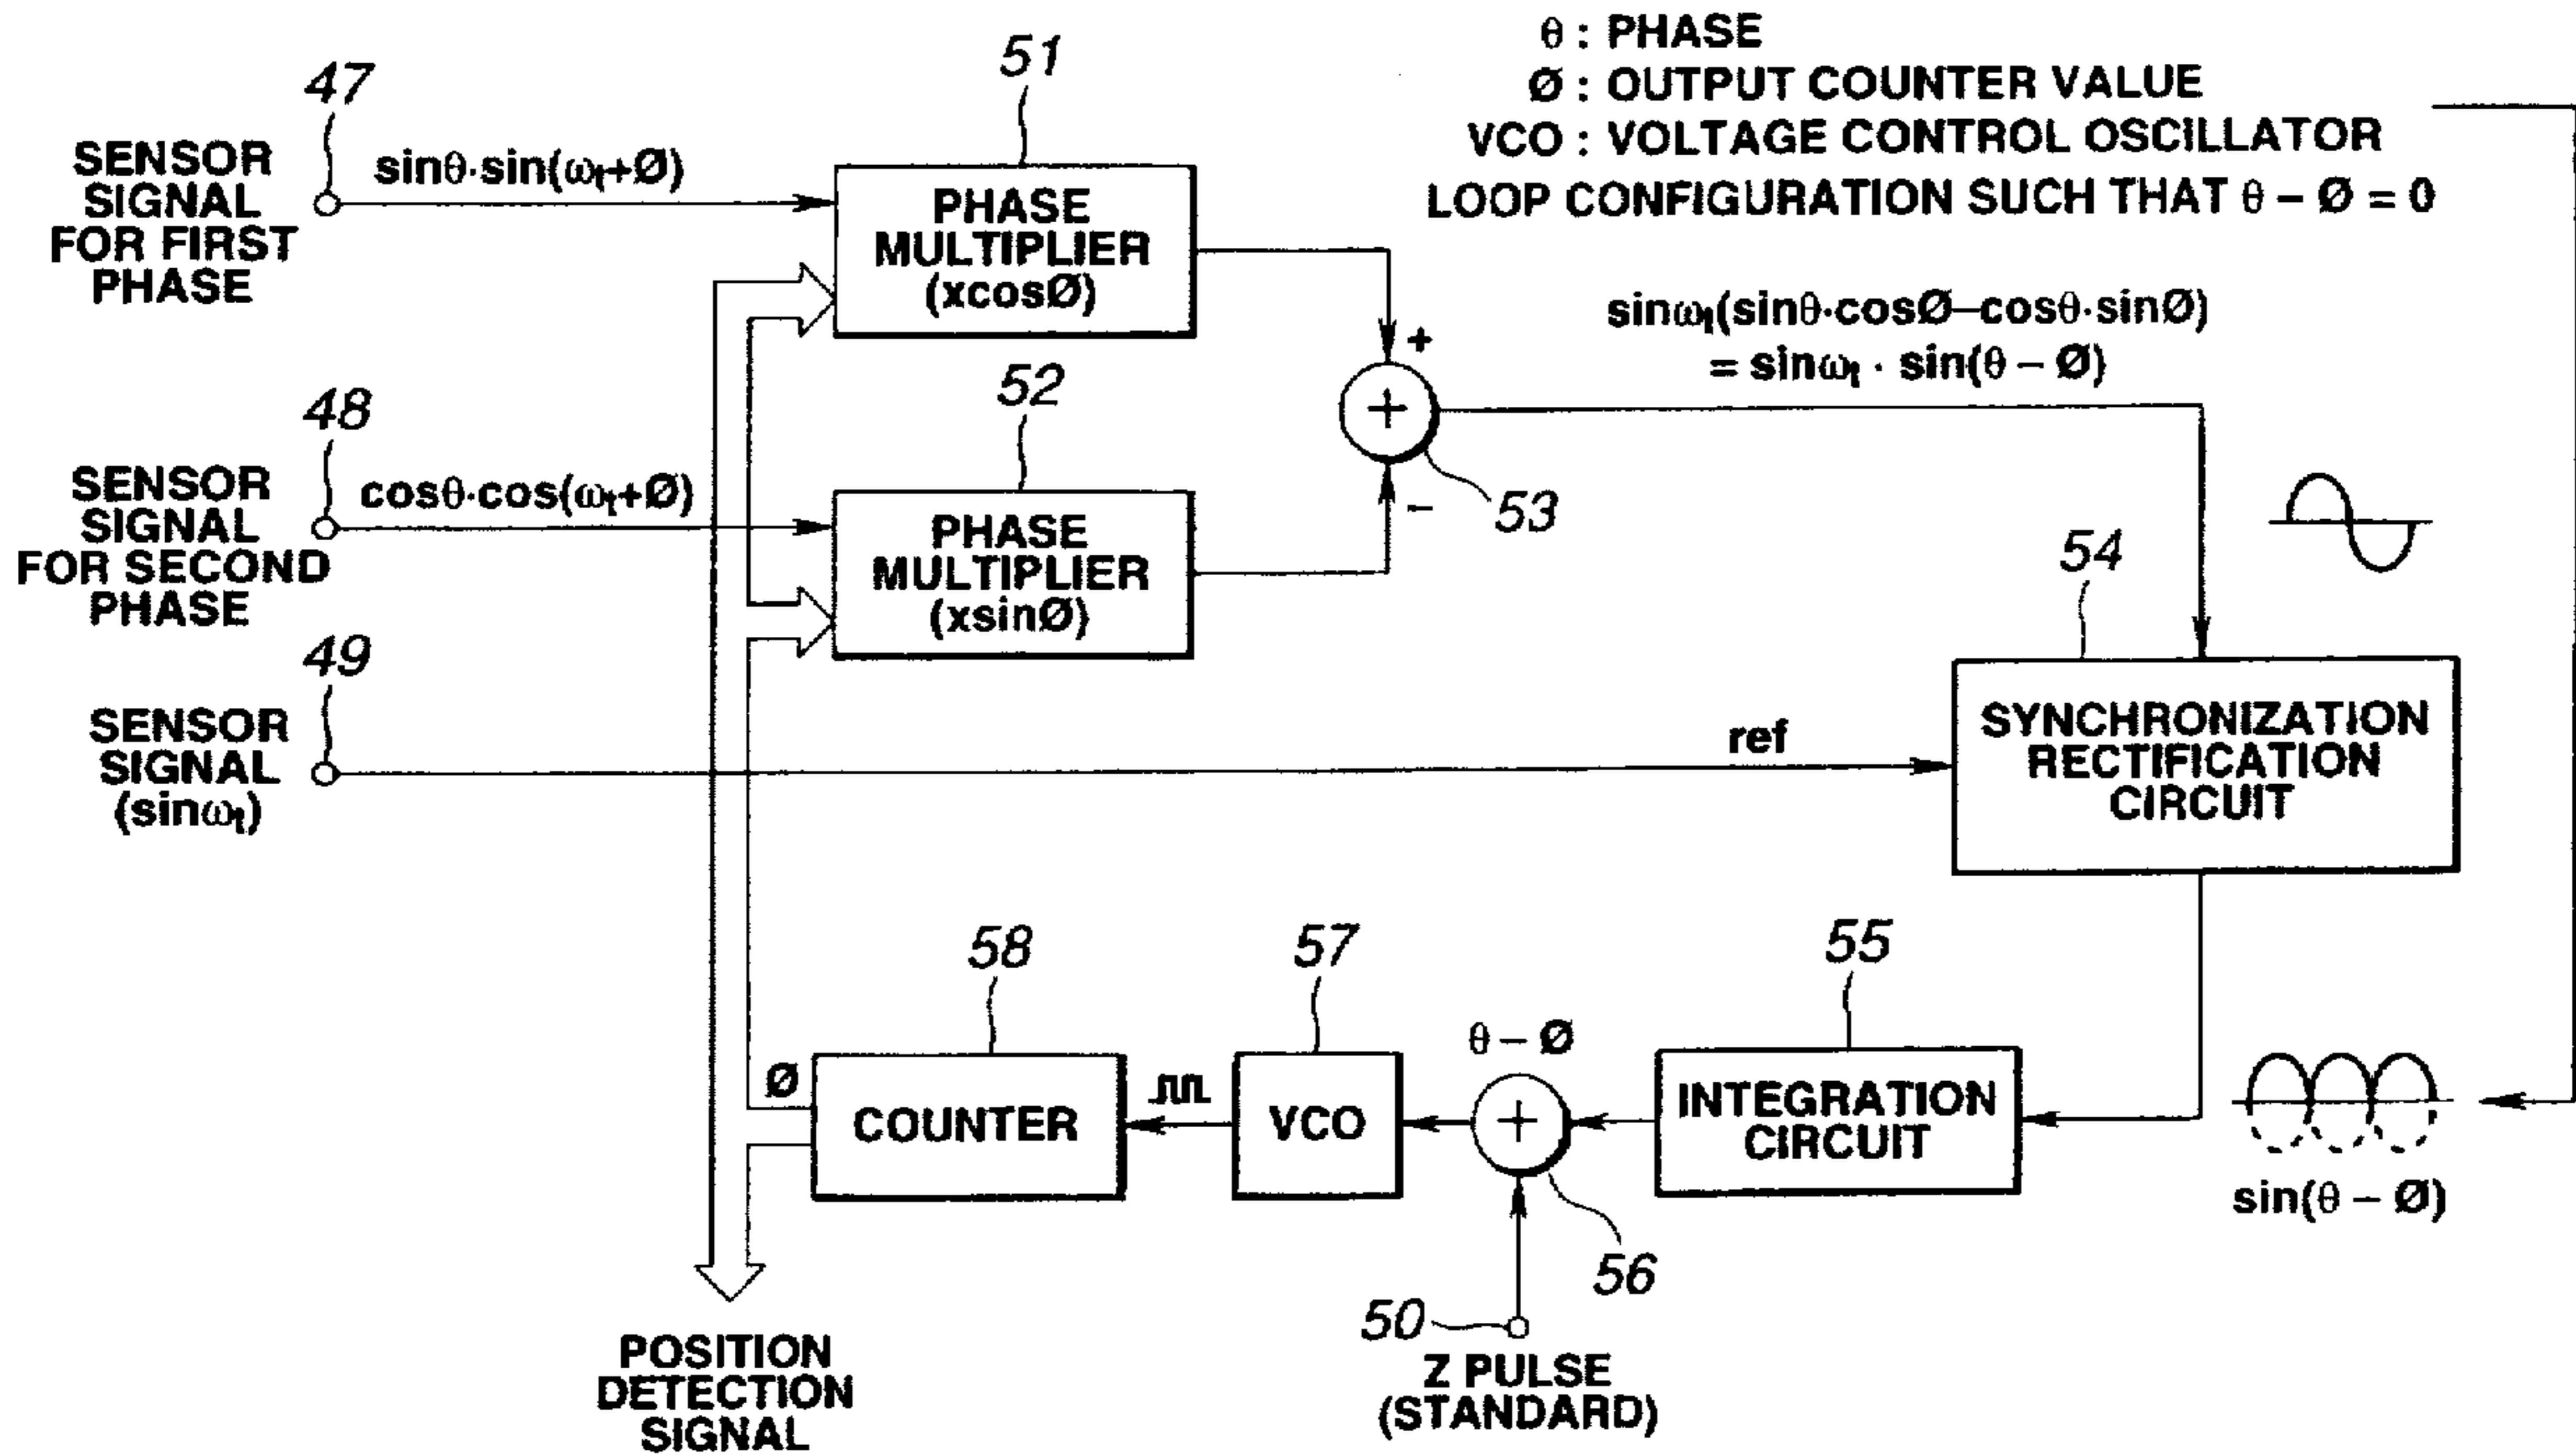 θ : PHASE
Ø : OUTPUT COUNTER VALUE
VCO : VOLTAGE CONTROL OSCILLATOR
LOOP CONFIGURATION SUCH THAT θ – Ø = 0
47
SENSOR
SIGNAL
FOR FIRST
PHASE
sinθ·sin(ωt+Ø)
51
PHASE
MULTIPLIER
(xcosØ)
48
SENSOR
SIGNAL
FOR SECOND
PHASE
cosθ·cos(ωt+Ø)
52
PHASE
MULTIPLIER
(xsinØ)
+
+
–
53
sinωt(sinθ·cosØ–cosθ·sinØ)
= sinωt · sin(θ – Ø)
49
SENSOR
SIGNAL
(sinωt)
ref
54
SYNCHRONIZATION
RECTIFICATION
CIRCUIT
sin(θ – Ø)
55
INTEGRATION
CIRCUIT
θ – Ø
+
56
50
Z PULSE
(STANDARD)
57
VCO
58
COUNTER
Ø
POSITION
DETECTION
SIGNAL